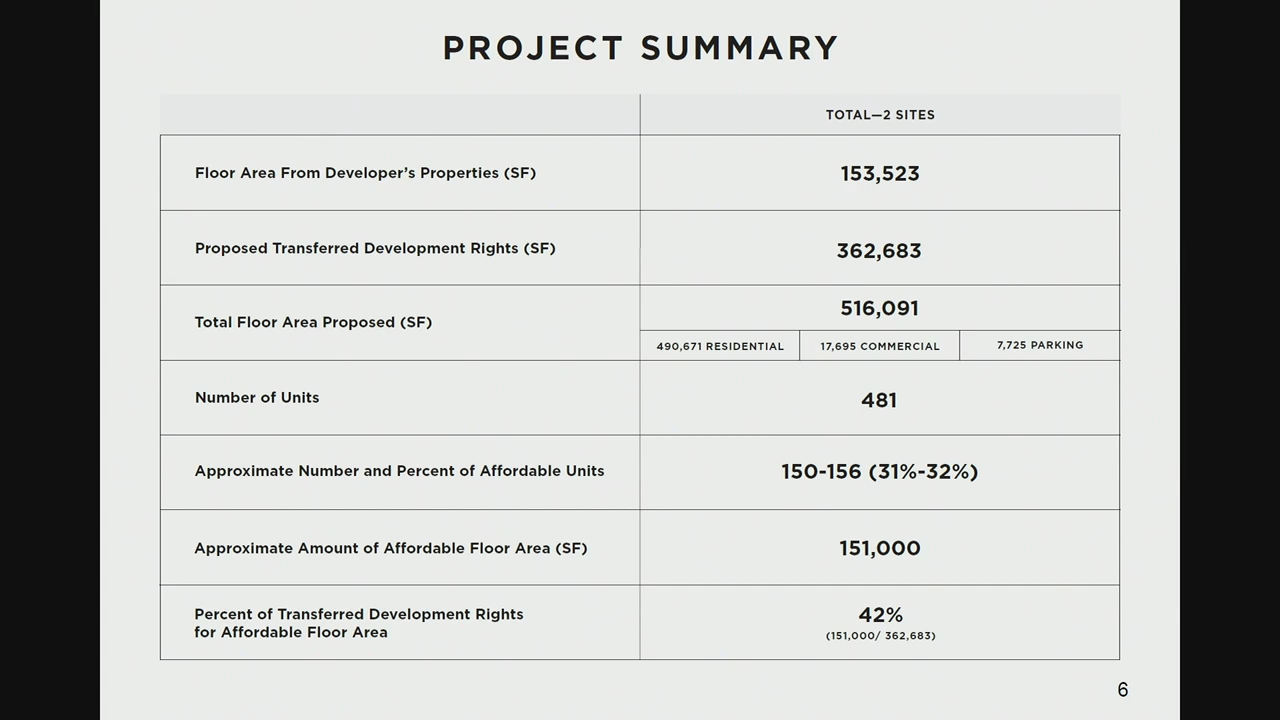 PROJECT SUMMARY
TOTAL—2 SITES
Floor Area From Developer’s Properties (SF)
153,523
Proposed Transferred Development Rights (SF)
362,683
Total Floor Area Proposed (SF)
516,091
490,671 RESIDENTIAL
17,695 COMMERCIAL
7,725 PARKING
Number of Units
481
Approximate Number and Percent of Affordable Units
150-156 (31%-32%)
Approximate Amount of Affordable Floor Area (SF)
151,000
Percent of Transferred Development Rights
for Affordable Floor Area
42%
(151,000/ 362,683)
6